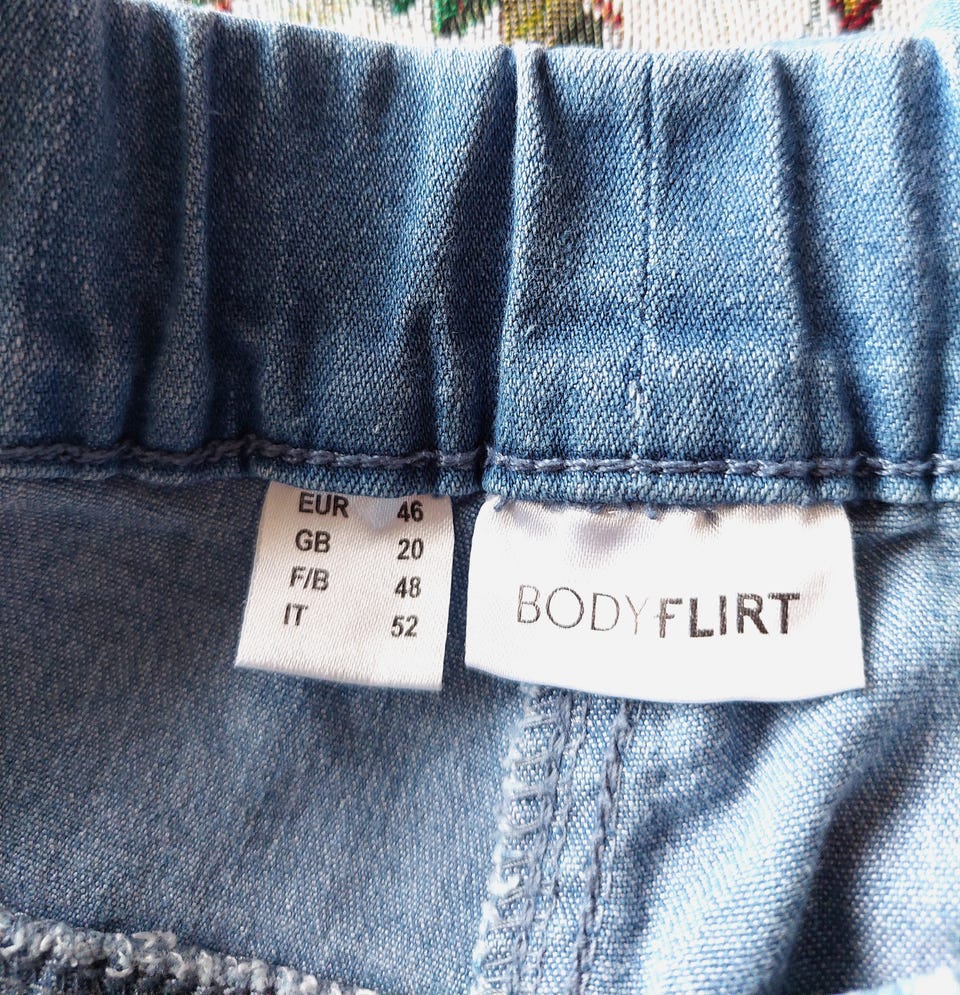 EUR 46
GB 20
F/B 48
IT 52
BODYFLIRT